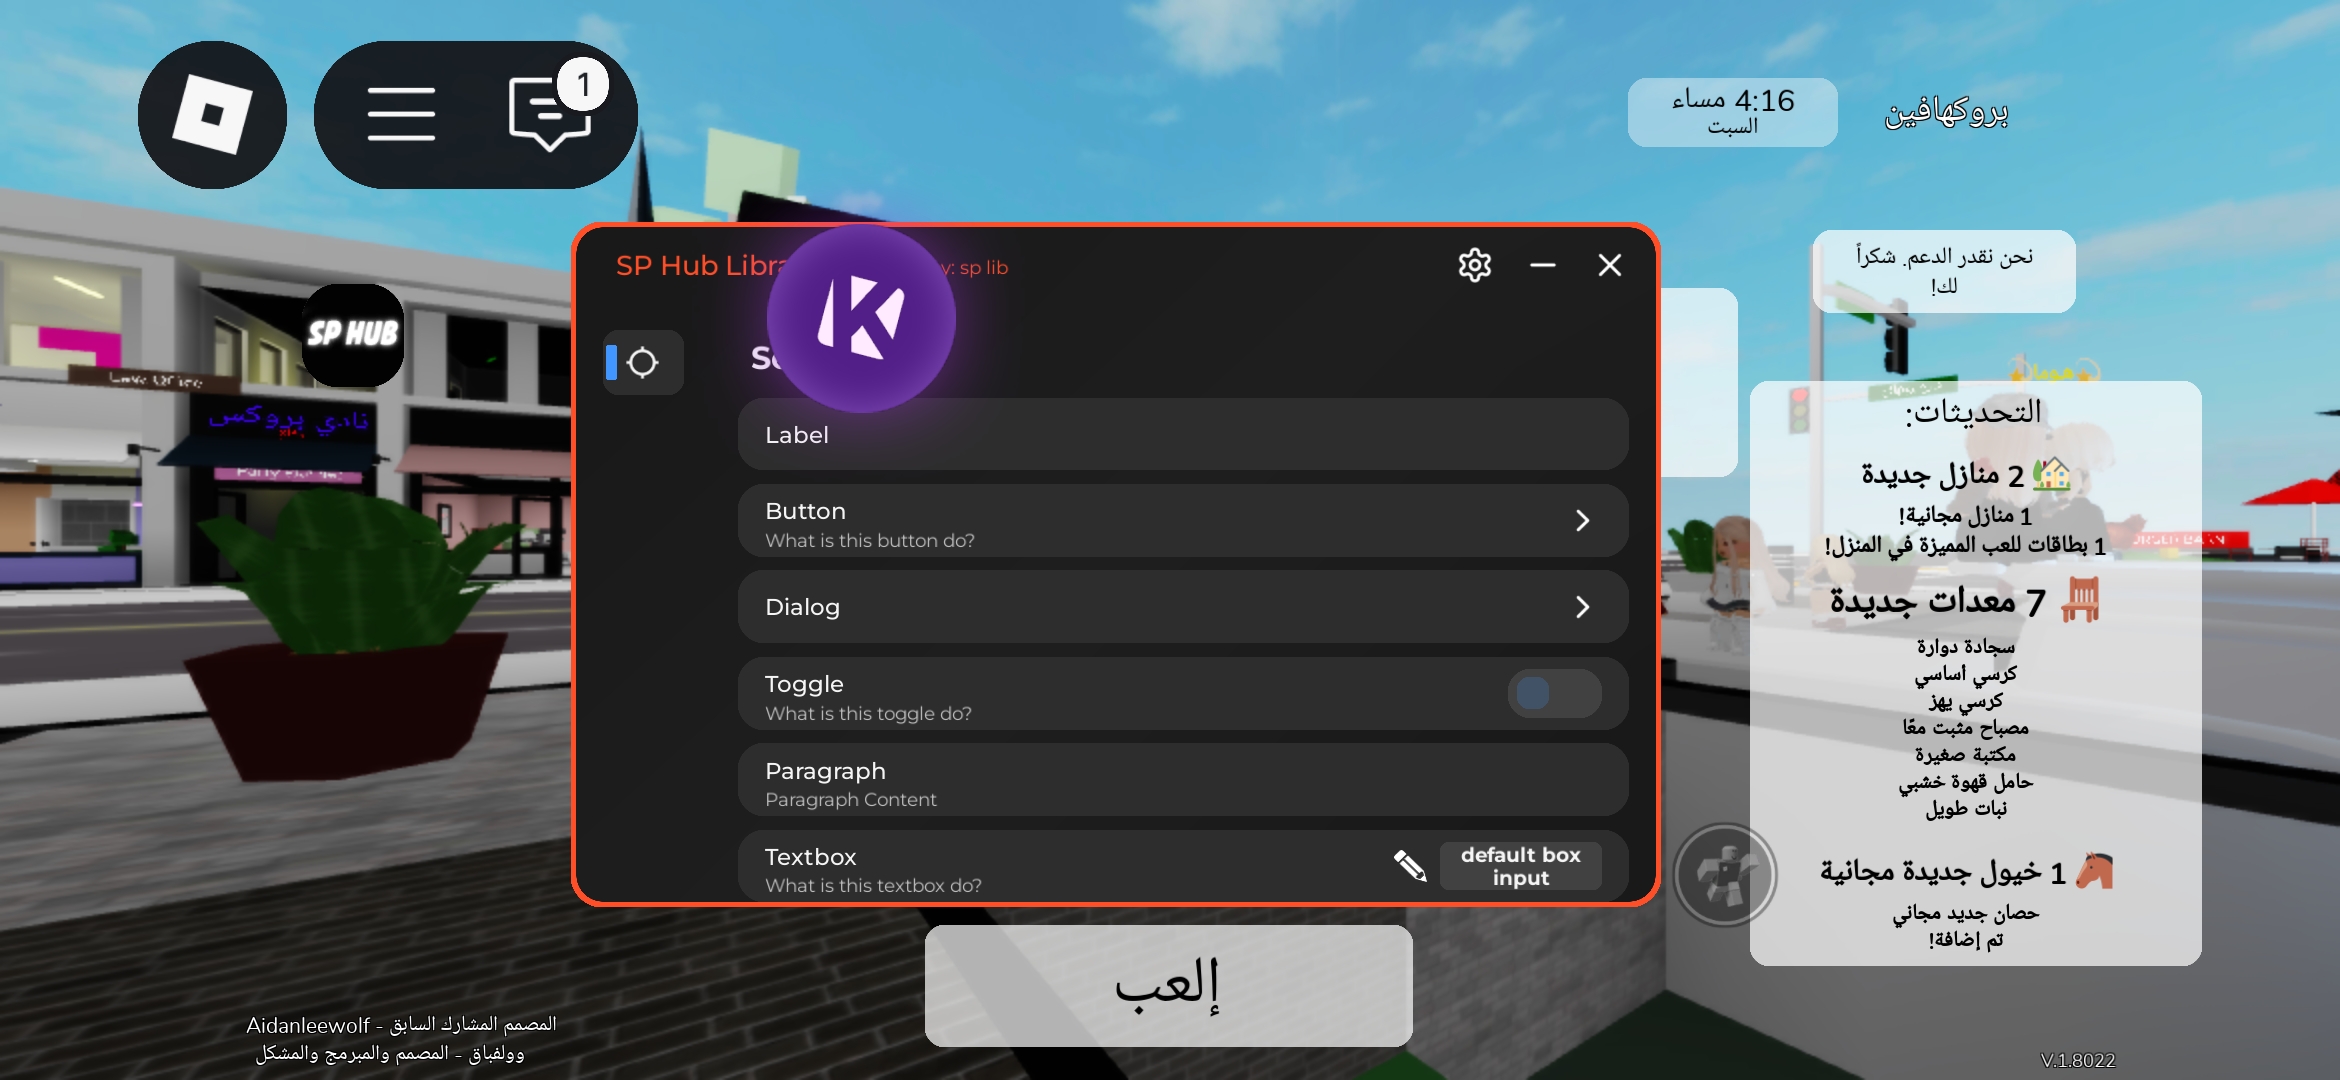 1
4:16 مساء
السبت
بروكهافين
SP Hub
: sp lib
SP HUB
نحن نقدر الدعم. شكراً
لك!
Label
Button
What is this button do?
Dialog
Toggle
What is this toggle do?
Paragraph
Paragraph Content
Textbox
What is this textbox do?
default box
input
نادي بروكس
التحديثات:
2 منازل جديدة
1 منازل مجانية!
1 بطاقات للعب المميزة في المنزل!
7 معدات جديدة
سجادة دوارة
كرسي أساسي
كرسي يهز
مصباح مثبت معًا
مكتبة صغيرة
حامل قهوة خشبي
نبات طويل
1 خيول جديدة مجانية
حصان جديد مجاني
تم إضافة!
إلعب
المصمم المشارك السابق - Aidanleewolf
وولفباق - المصمم والمبرمج والمشكل
V.1.8022